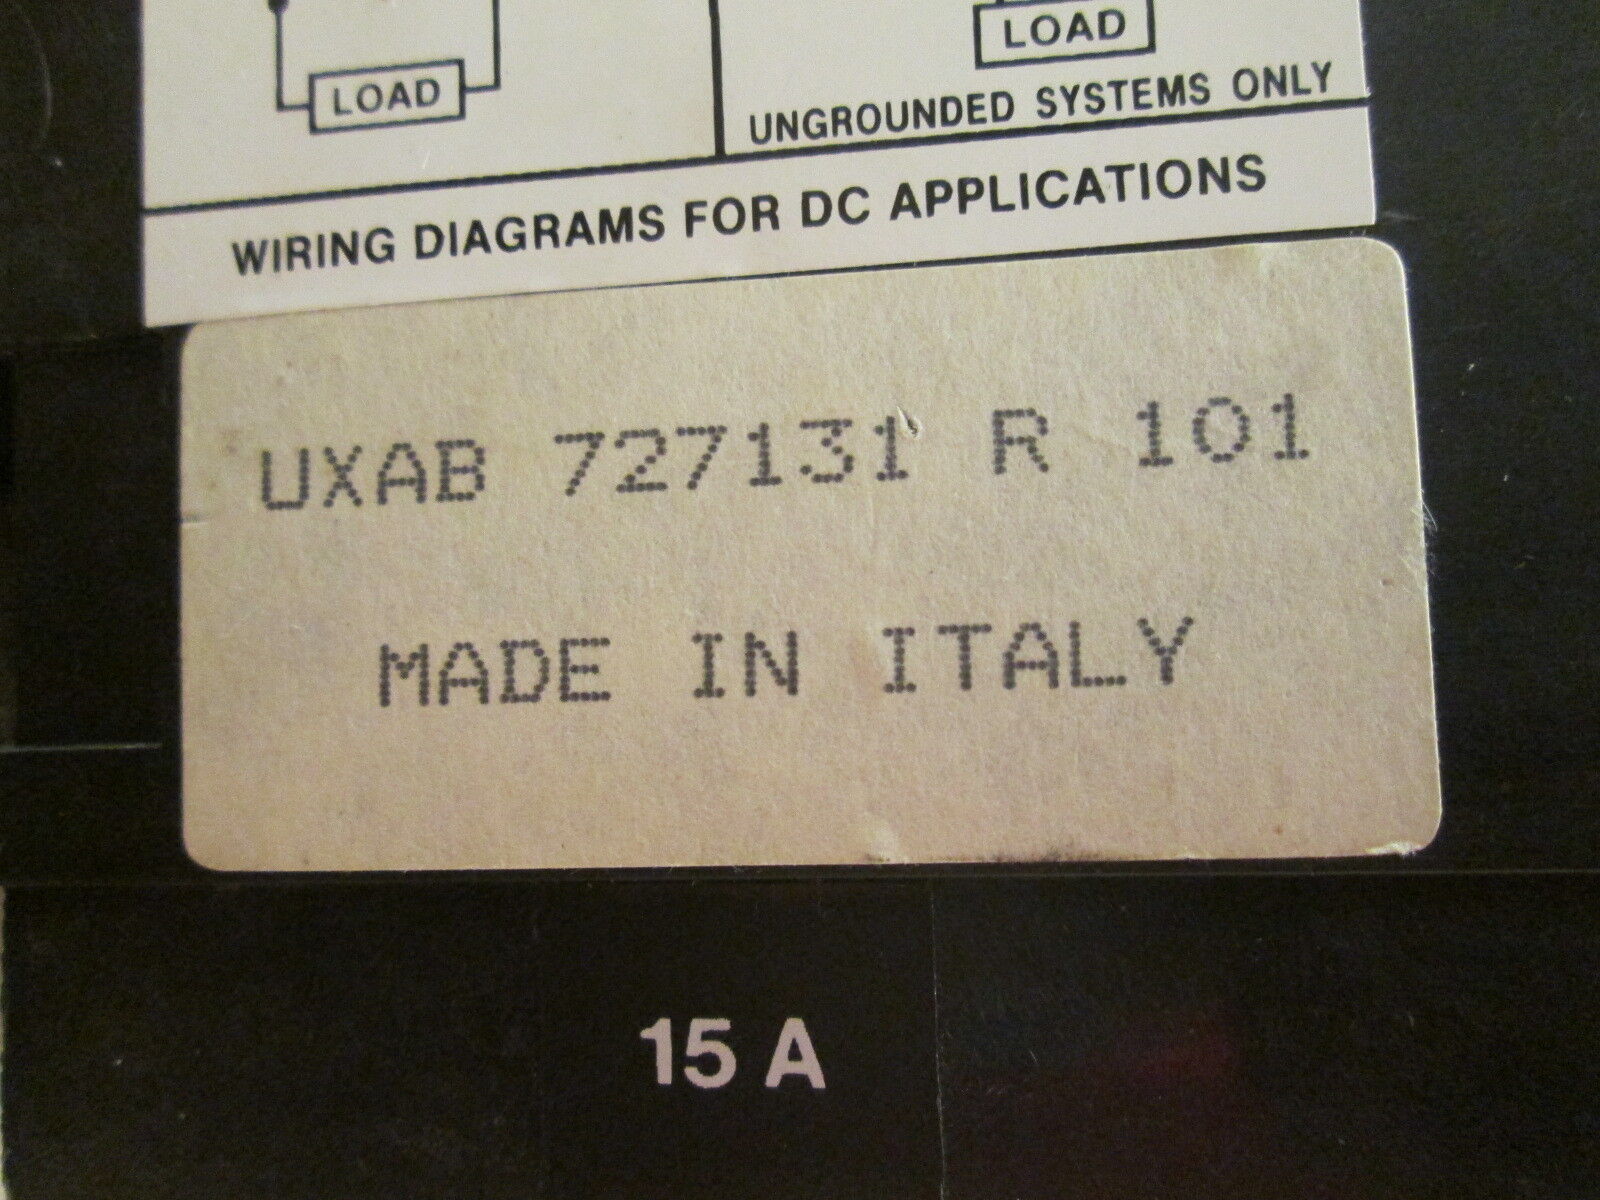 LOAD
LOAD
UNGROUNDED SYSTEMS ONLY
WIRING DIAGRAMS FOR DC APPLICATIONS
UXAB 727131 R 101
MADE IN ITALY
15 A